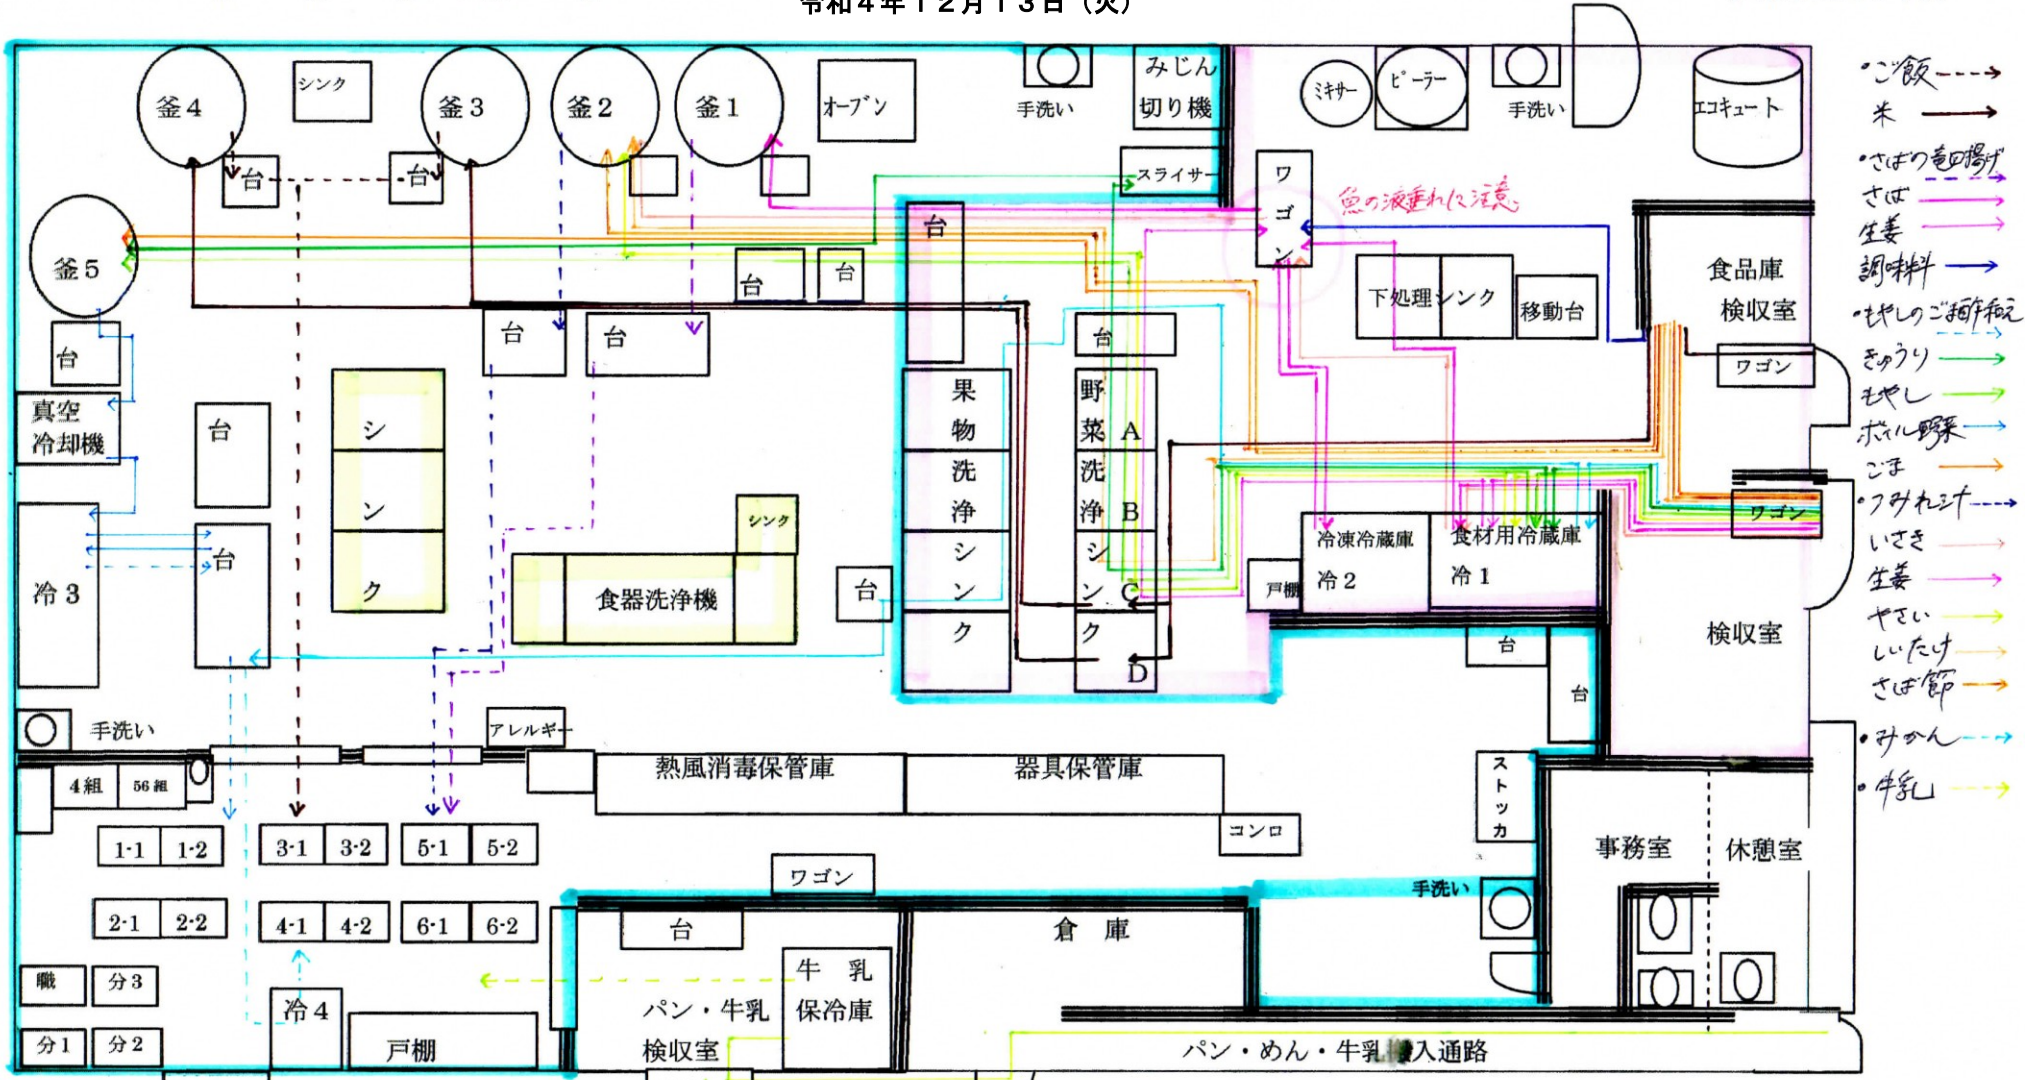 令和４年１２月１３日（火）
釜４
シンク
釜３
釜２
釜１
オーブン
手洗い
みじん
切り機
ミキサー
ピーラー
手洗い
エコキュート
台
台
スライサー
ワゴン
魚の液垂れに注意。
釜５
台
台
台
食品庫
検収室
下処理シンク
移動台
台
台
台
台
ワゴン
真空
冷却機
台
シンク
果物洗浄シンク
野菜洗浄シンク
A
B
C
D
シンク
ワゴン
冷３
台
食器洗浄機
台
戸棚
冷凍冷蔵庫
冷２
食材用冷蔵庫
冷１
検収室
台
台
手洗い
アレルギー
４組
56組
熱風消毒保管庫
器具保管庫
ストッカ
コンロ
1-1
1-2
3-1
3-2
5-1
5-2
事務室
休憩室
ワゴン
手洗い
2-1
2-2
4-1
4-2
6-1
6-2
台
倉 庫
職
分３
冷４
牛 乳
保冷庫
パン・牛乳
検収室
分１
分２
戸棚
パン・めん・牛乳入通路
・ご飯
米
・さばの竜田揚げ
さば
生姜
調味料
・もやしのごま酢和え
きゅうり
もやし
ボイル野菜
ごま
・つみれ汁
いさき
生姜
やさい
しいたけ
さば節
・みかん
・牛乳